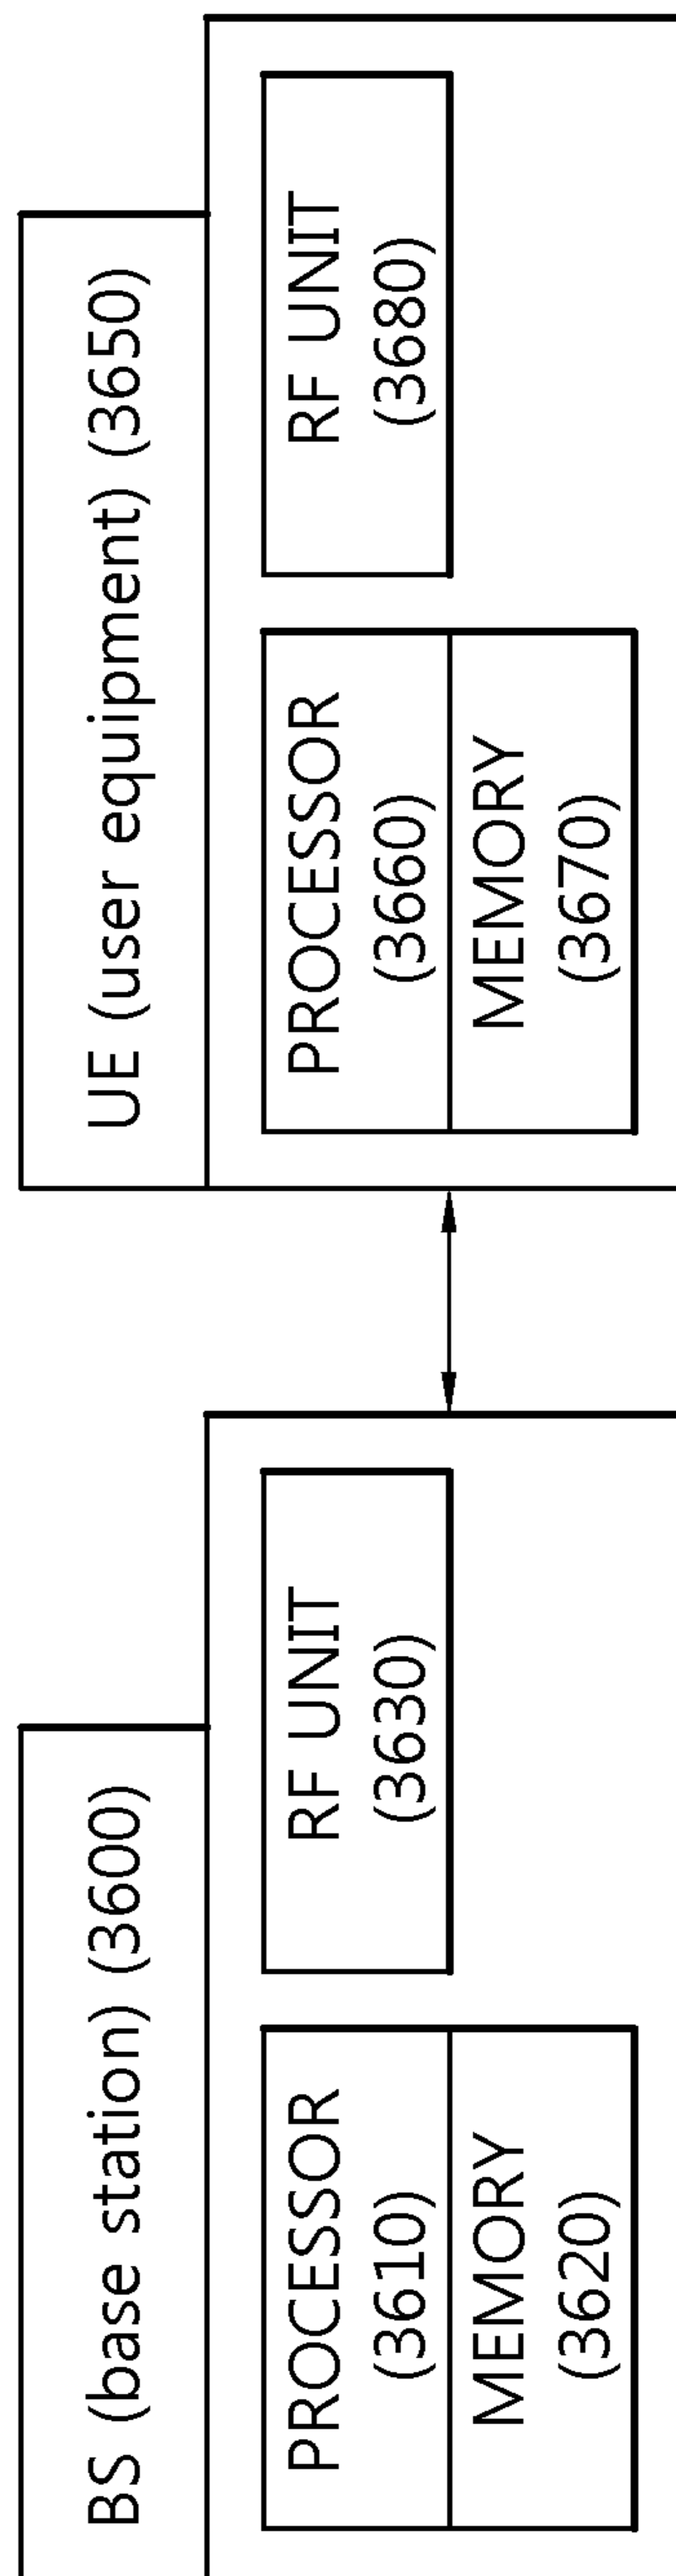 BS (base station) (3600)
PROCESSOR
(3610)
MEMORY
(3620)
RF UNIT
(3630)
UE (user equipment) (3650)
PROCESSOR
(3660)
MEMORY
(3670)
RF UNIT
(3680)